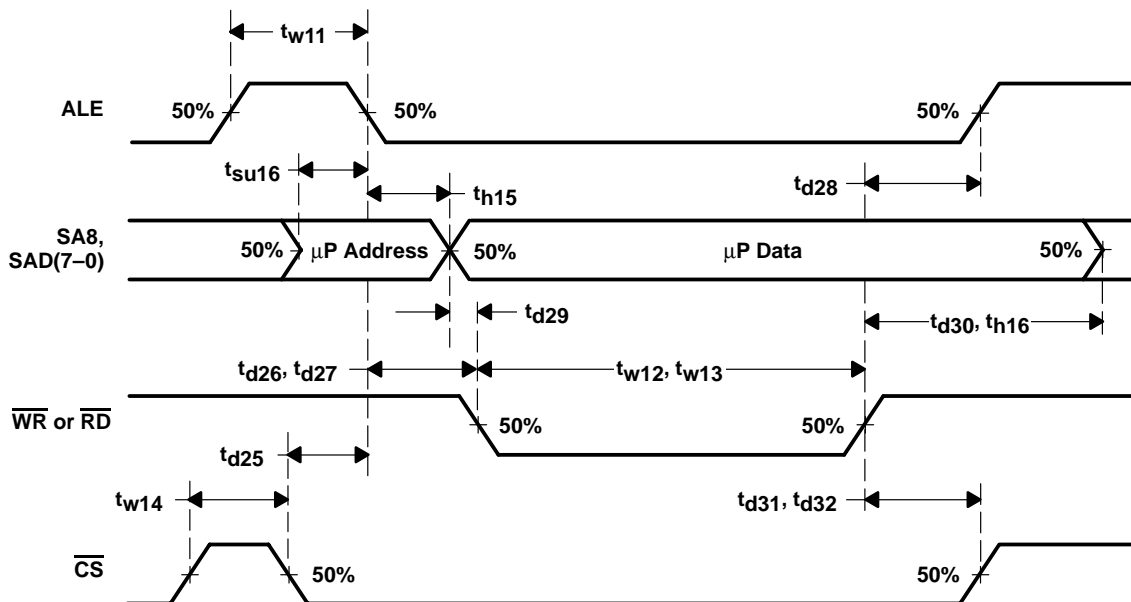 tw11
ALE
50%
50%
50%
tsu16
th15
td28
SA8,
SAD(7–0)
50%
μP Address
50%
μP Data
50%
td29
td30, th16
td26, td27
tw12, tw13
WR or RD
50%
50%
td25
tw14
td31, td32
CS
50%